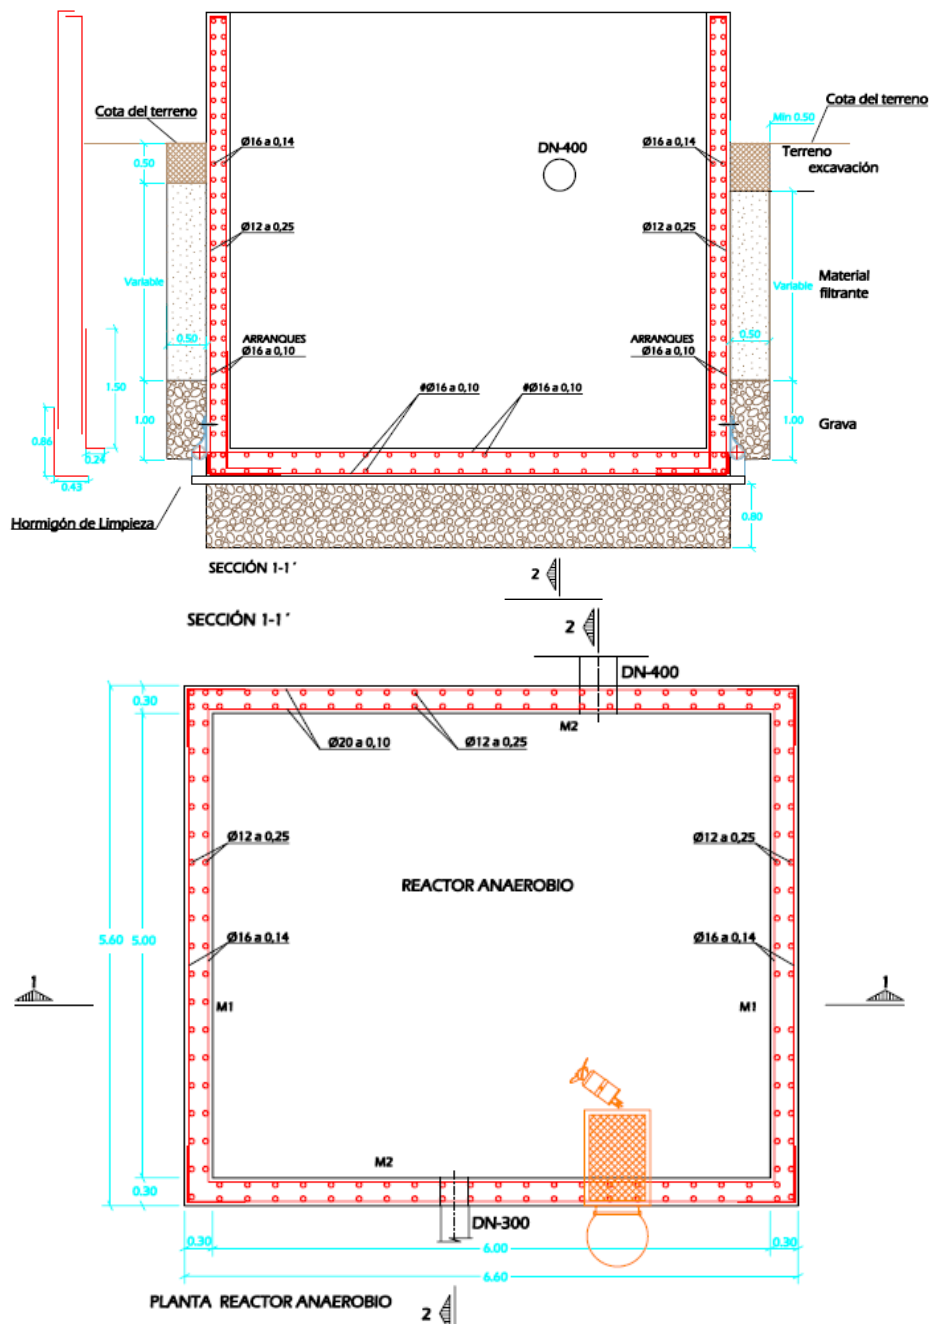 Cota del terreno
Cota del terreno
Min 0.50
Ø16 a 0,14
DN-400
Ø16 a 0,14
Terreno
excavación
0.50
Ø12 a 0,25
Ø12 a 0,25
Variable
Variable
Material
filtrante
0.50
ARRANQUES
Ø16 a 0,10
ARRANQUES
Ø16 a 0,10
0.50
1.50
#Ø16 a 0,10
#Ø16 a 0,10
1.00
1.00
Grava
0.86
0.24
0.43
Hormigón de Limpieza
0.80
SECCIÓN 1-1´
2
SECCIÓN 1-1´
2
DN-400
0.30
M2
Ø20 a 0,10
Ø12 a 0,25
Ø12 a 0,25
Ø12 a 0,25
REACTOR ANAEROBIO
5.60
5.00
Ø16 a 0,14
Ø16 a 0,14
1
1
M1
M1
M2
0.30
DN-300
0.30
6.00
0.30
6.60
PLANTA REACTOR ANAEROBIO
2